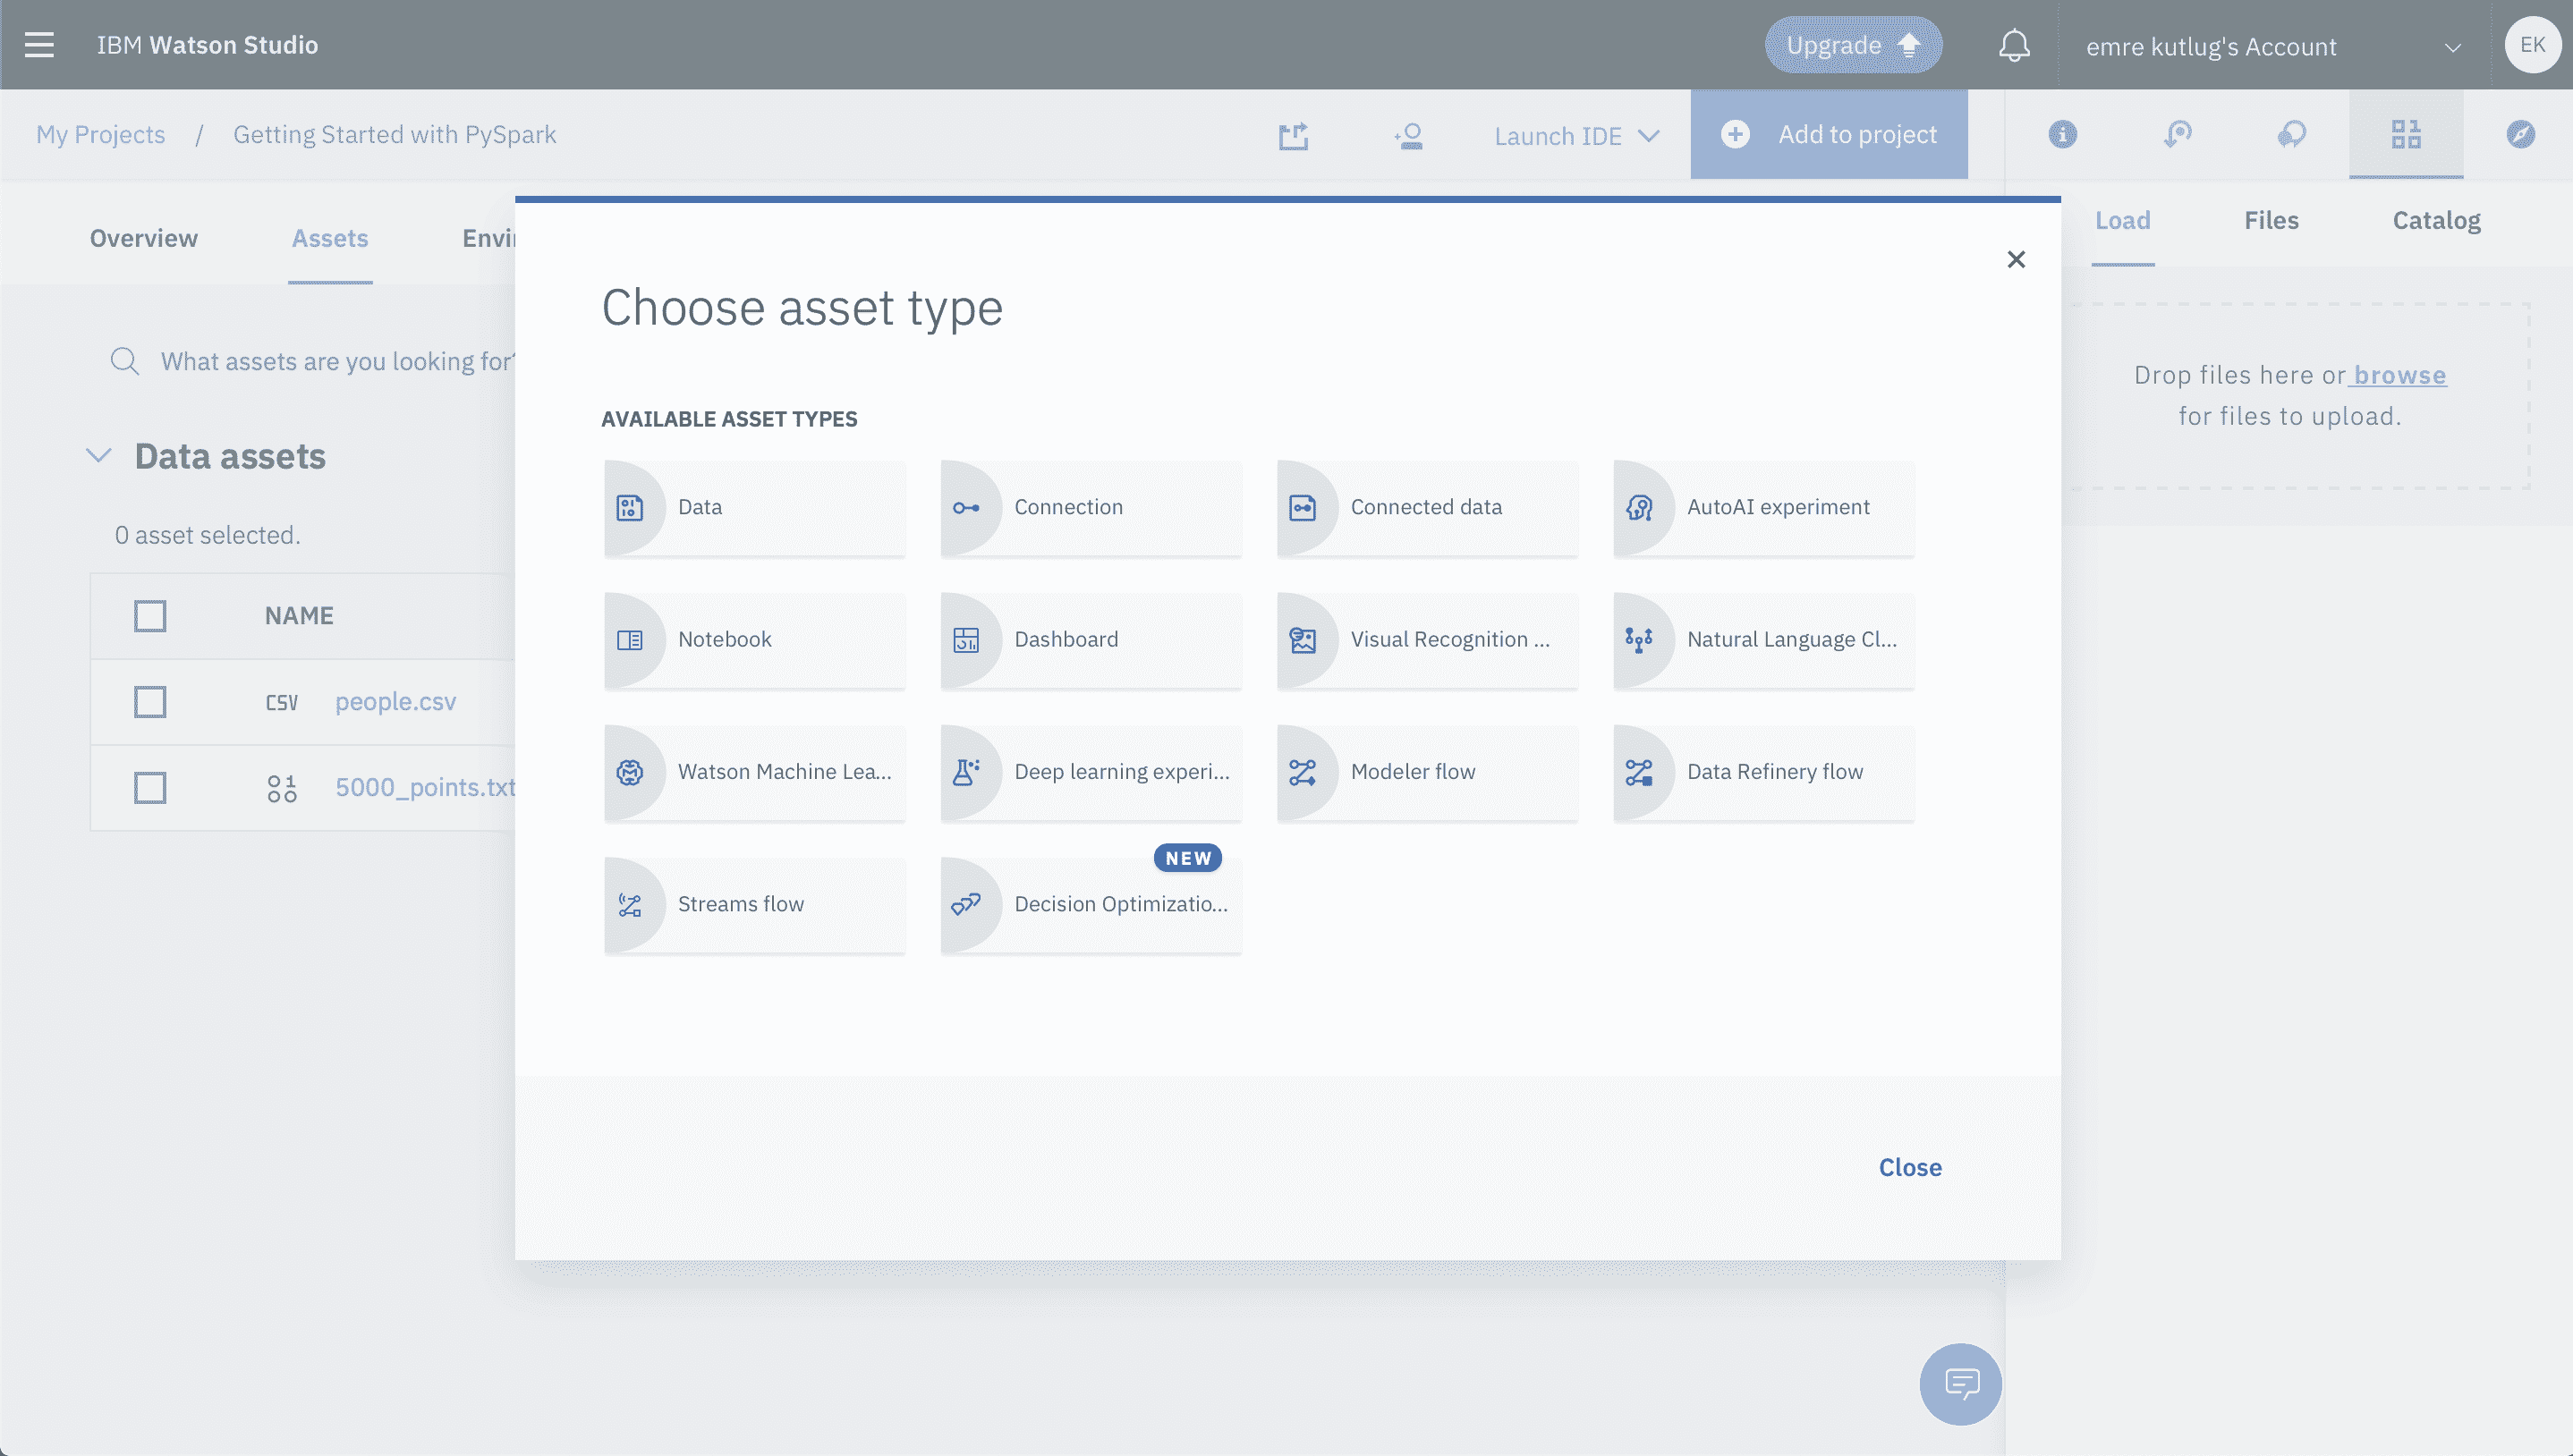 IBM Watson Studio
Upgrade
emre kutlug's Account
EK
My Projects / Getting Started with PySpark
Launch IDE
Add to project
Overview
Assets
Envi
Load
Files
Catalog
What assets are you looking for?
Drop files here or browse
for files to upload.
Data assets
0 asset selected.
NAME
CSV people.csv
5000_points.txt
Choose asset type
AVAILABLE ASSET TYPES
Data
Connection
Connected data
AutoAI experiment
Notebook
Dashboard
Visual Recognition ...
Natural Language Cl...
Watson Machine Lea...
Deep learning experi...
Modeler flow
Data Refinery flow
Streams flow
NEW
Decision Optimizatio...
Close